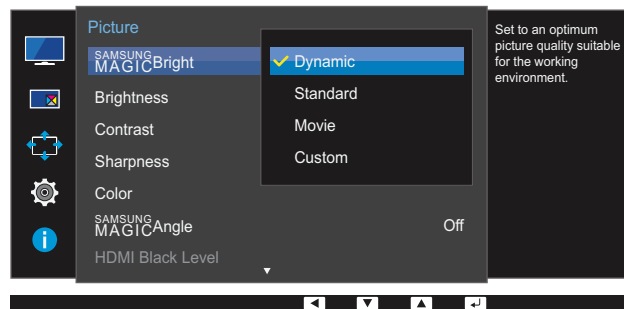 Picture
SAMSUNG
MAGICBright
Brightness
Contrast
Sharpness
Color
SAMSUNG
MAGICAngle
Off
HDMI Black Level
Dynamic
Standard
Movie
Custom
Set to an optimum
picture quality suitable
for the working
environment.